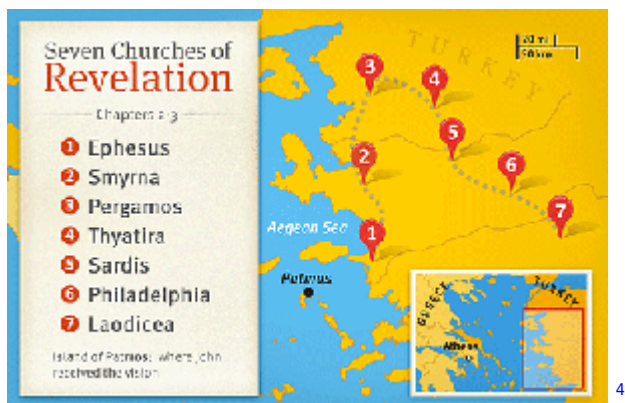 Seven Churches of
Revelation
Chapters 2-3
1 Ephesus
2 Smyrna
3 Pergamos
4 Thyatira
5 Sardis
6 Philadelphia
7 Laodicea
Island of Patmos: where John
received the vision
TURKEY
3
4
5
2
6
7
1
Aegean Sea
Patmos
GREECE
TURKEY
Athens
4